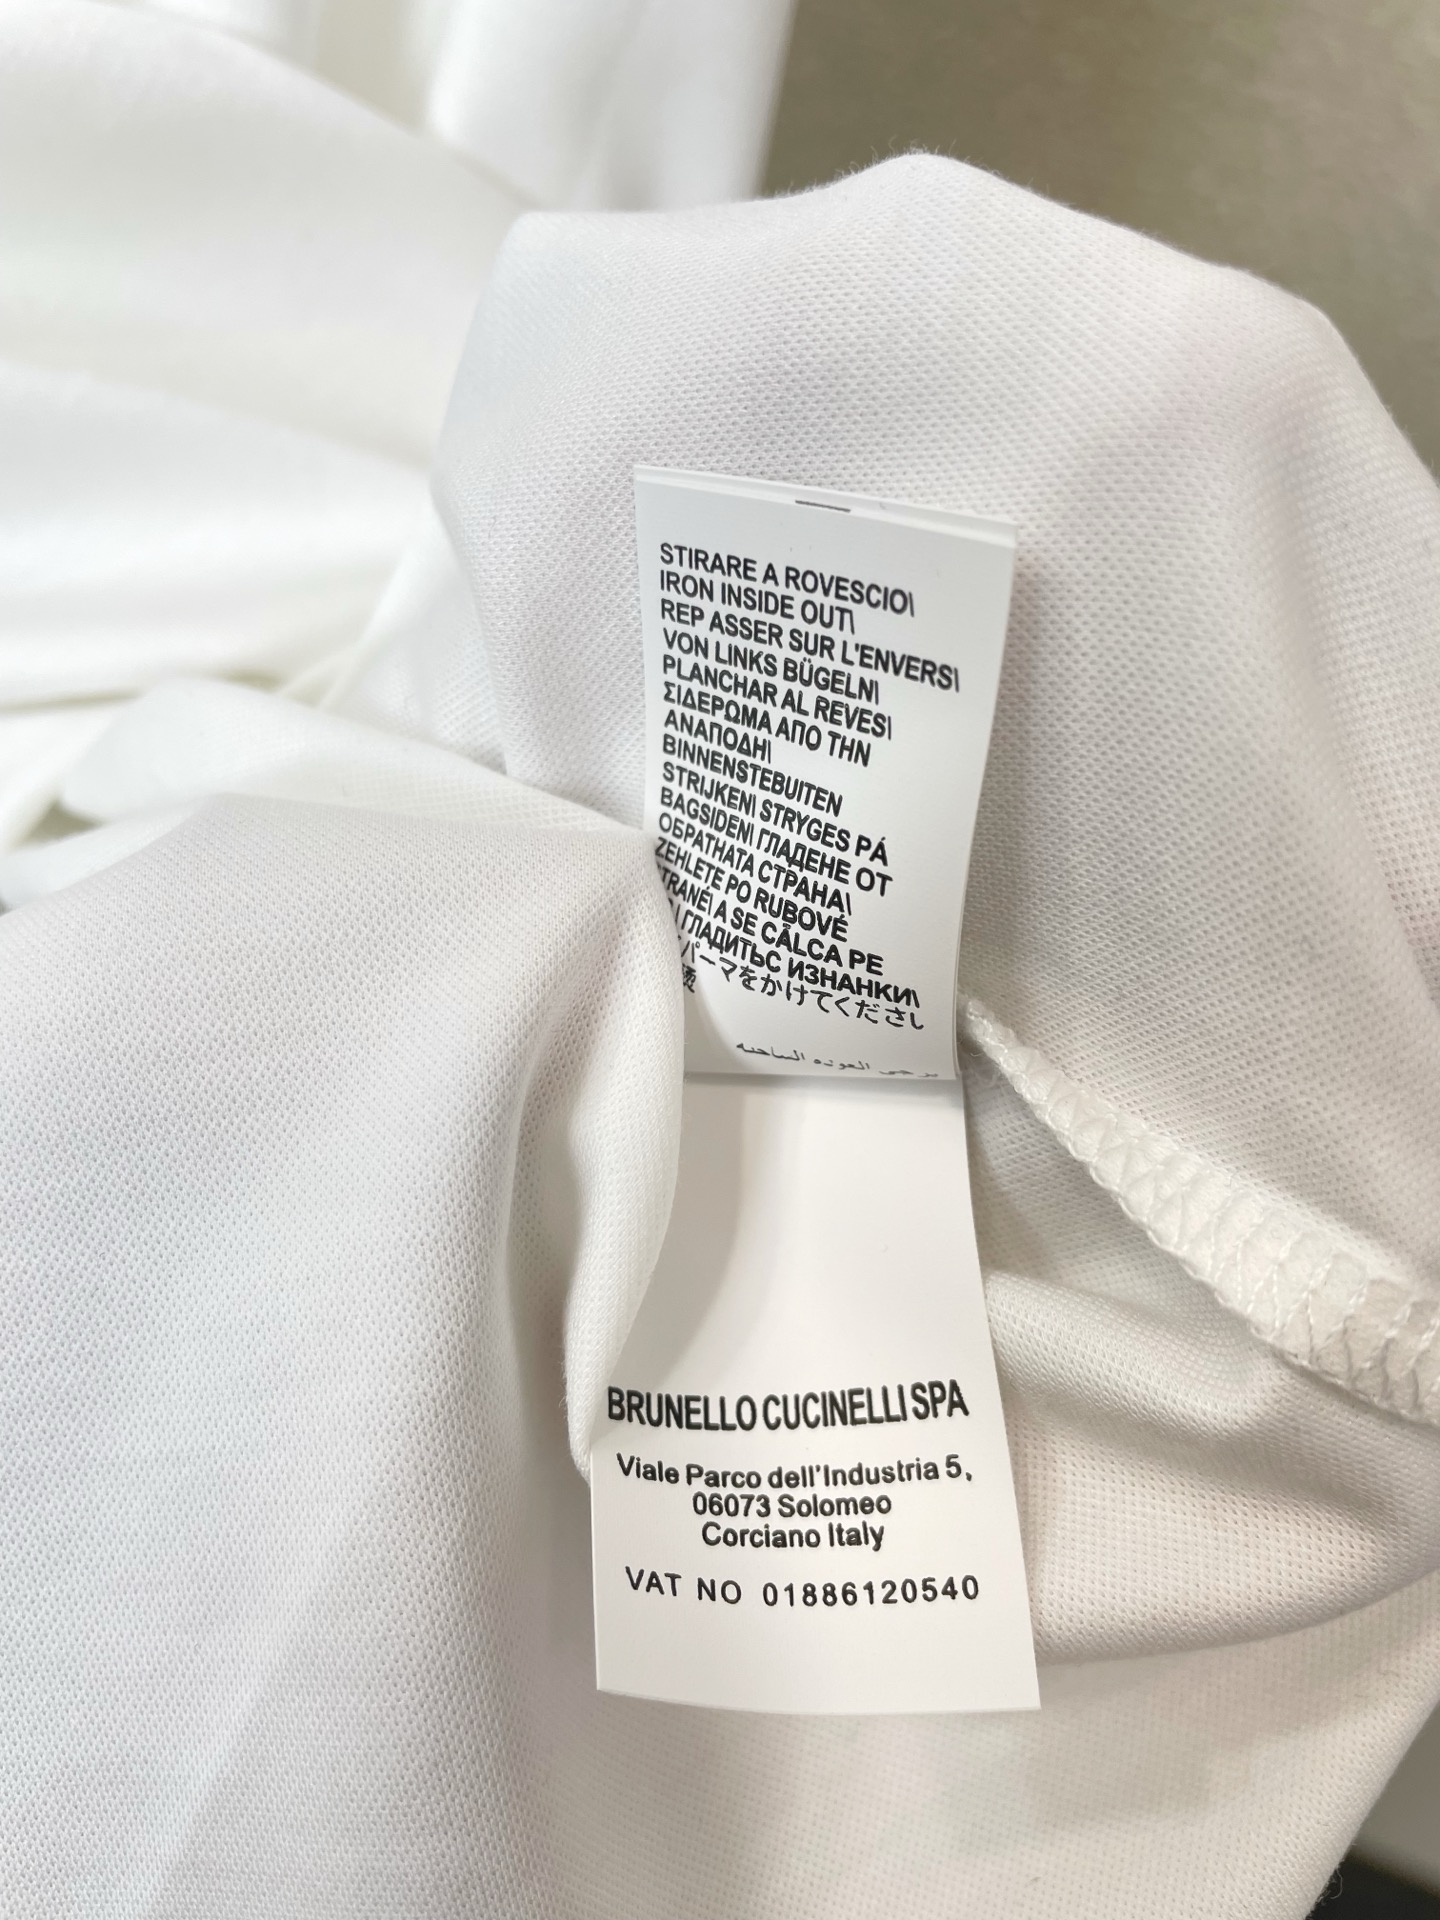 STIRARE A ROVESCIO\
IRON INSIDE OUT\
REP ASSER SUR L'ENVERS\
VON LINKS BÜGELN\
PLANCHAR AL REVES\
ΣΙΔΕΡΩΜΑ ΑΠΟ ΤΗΝ
ΑΝΑΠΟΔΗ\
BINNENSTEBUITEN
STRIJKEN\ STRYGES PÁ
BAGSIDEN\ ГЛАДЕНЕ ОТ
ОБРАТНАТА СТРАНА\
ZEHLETE PO RUBOVÉ
TRANÉ\ A SE CĂLCA PE
\ ГЛАДИТЬС ИЗНАНКИ\
パーマをかけてくださし
BRUNELLO CUCINELLI SPA
Viale Parco dell'Industria 5,
06073 Solomeo
Corciano Italy
VAT NO 01886120540